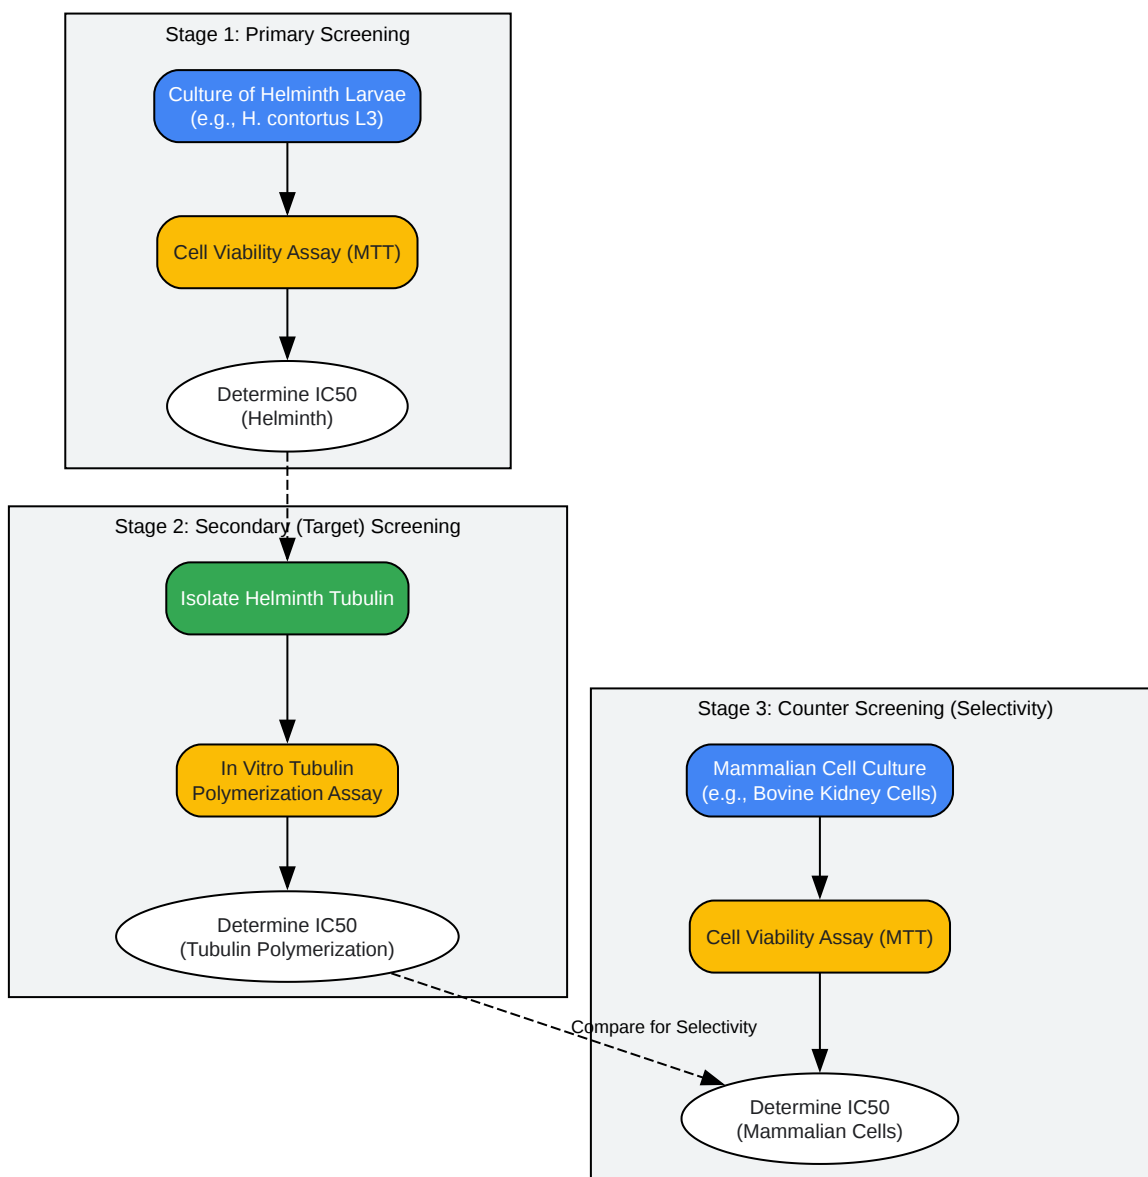 Stage 1: Primary Screening
Culture of Helminth Larvae
(e.g., H. contortus L3)
Cell Viability Assay (MTT)
Determine IC50
(Helminth)
Stage 2: Secondary (Target) Screening
Isolate Helminth Tubulin
In Vitro Tubulin
Polymerization Assay
Determine IC50
(Tubulin Polymerization)
Compare for Selectivity
Stage 3: Counter Screening (Selectivity)
Mammalian Cell Culture
(e.g., Bovine Kidney Cells)
Cell Viability Assay (MTT)
Determine IC50
(Mammalian Cells)